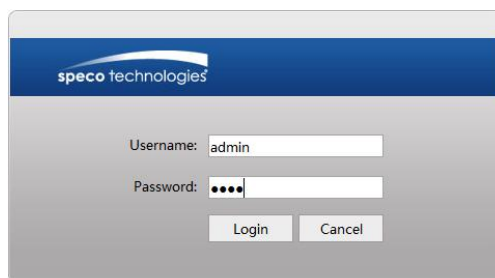 speco technologies
Username: admin
Password: ••••
Login Cancel